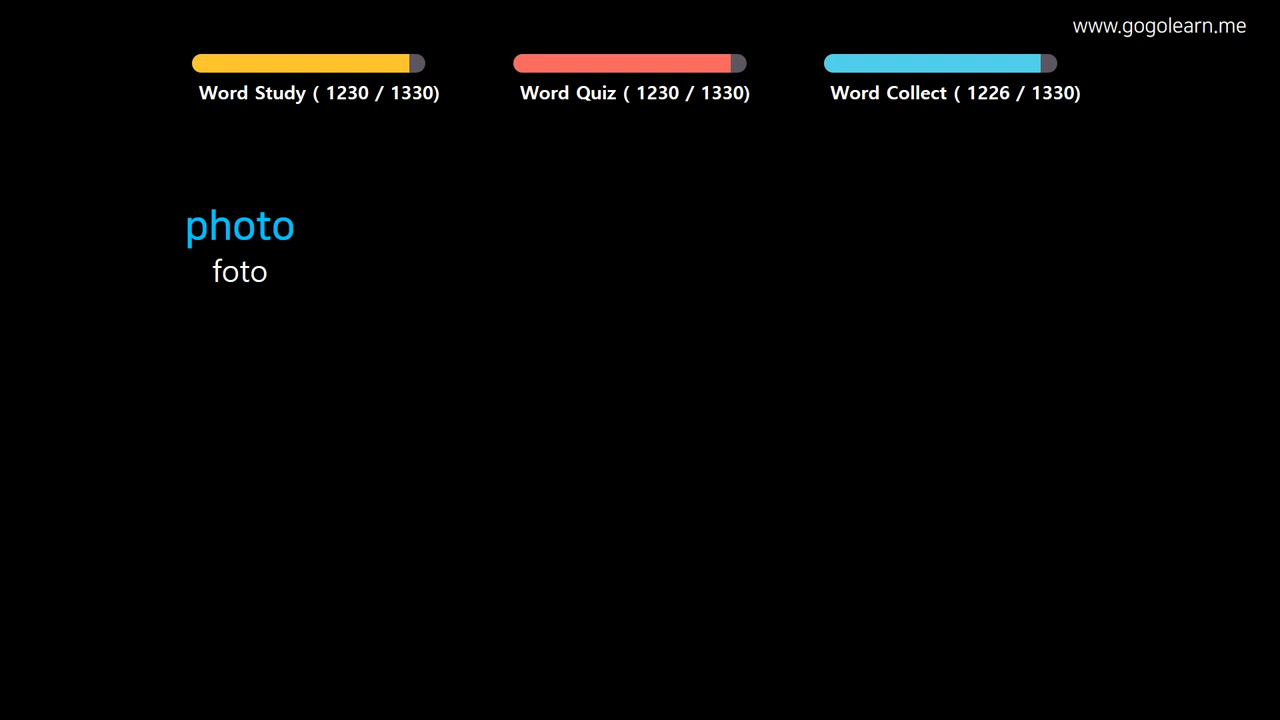 www.gogolearn.me
Word Study ( 1230 / 1330)
Word Quiz ( 1230 / 1330)
Word Collect ( 1226 / 1330)
photo
foto